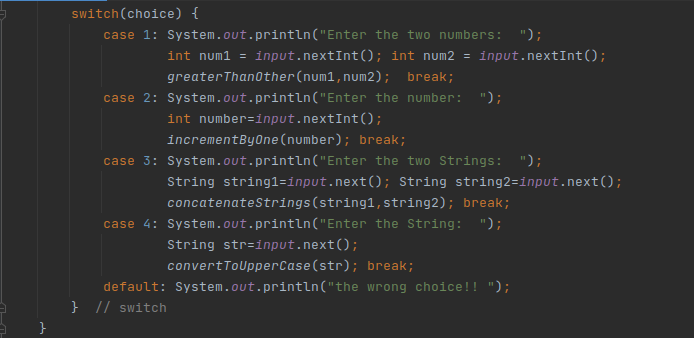 switch(choice) {
case 1: System.out.println("Enter the two numbers:  ");
int num1 = input.nextInt(); int num2 = input.nextInt();
greaterThanOther(num1,num2);  break;
case 2: System.out.println("Enter the number:  ");
int number=input.nextInt();
incrementByOne(number); break;
case 3: System.out.println("Enter the two Strings:  ");
String string1=input.next(); String string2=input.next();
concatenateStrings(string1,string2); break;
case 4: System.out.println("Enter the String:  ");
String str=input.next();
convertToUpperCase(str); break;
default: System.out.println("the wrong choice!! ");
}  // switch
}